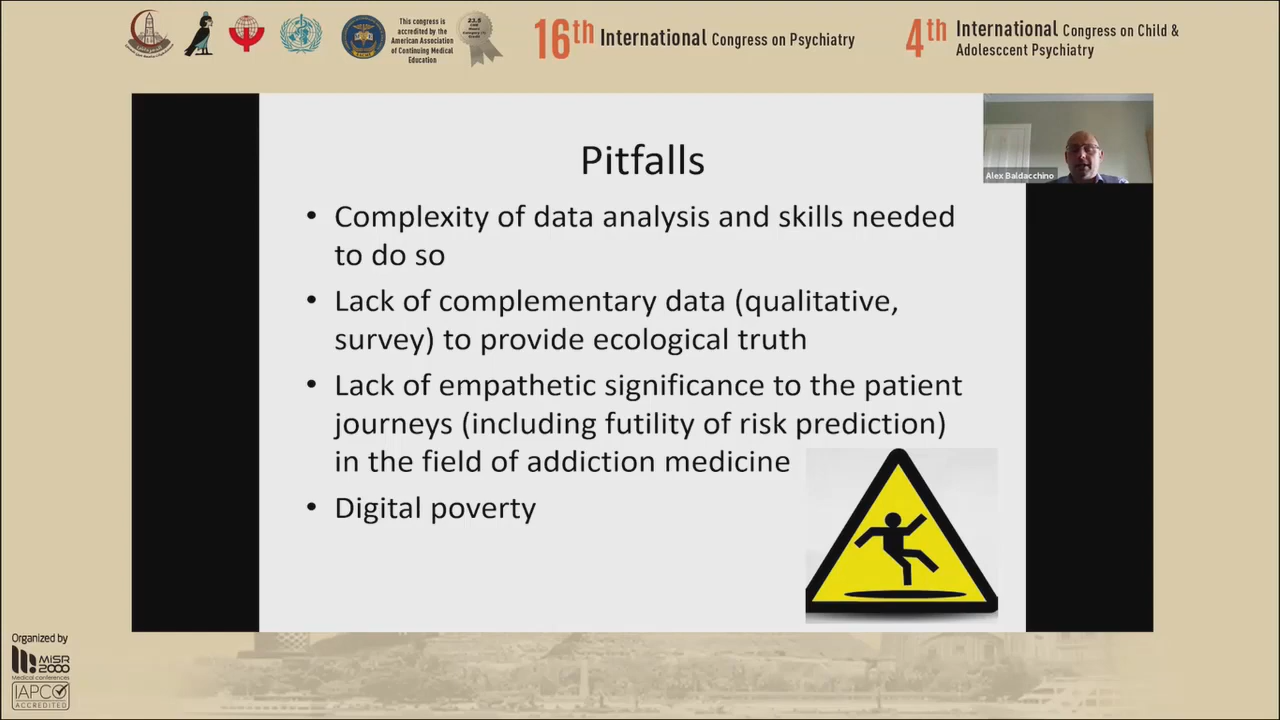 This congress is
accredited by the
American Association
of Continuing Medical
Education
23.5
16th International Congress on Psychiatry
4th International Congress on Child &
Adolesccent Psychiatry
Alex Baldacchino
Pitfalls
• Complexity of data analysis and skills needed
to do so
• Lack of complementary data (qualitative,
survey) to provide ecological truth
• Lack of empathetic significance to the patient
journeys (including futility of risk prediction)
in the field of addiction medicine
• Digital poverty
Organized by
MISR
2000
Medical conferences
IAPCO
ACCREDITED